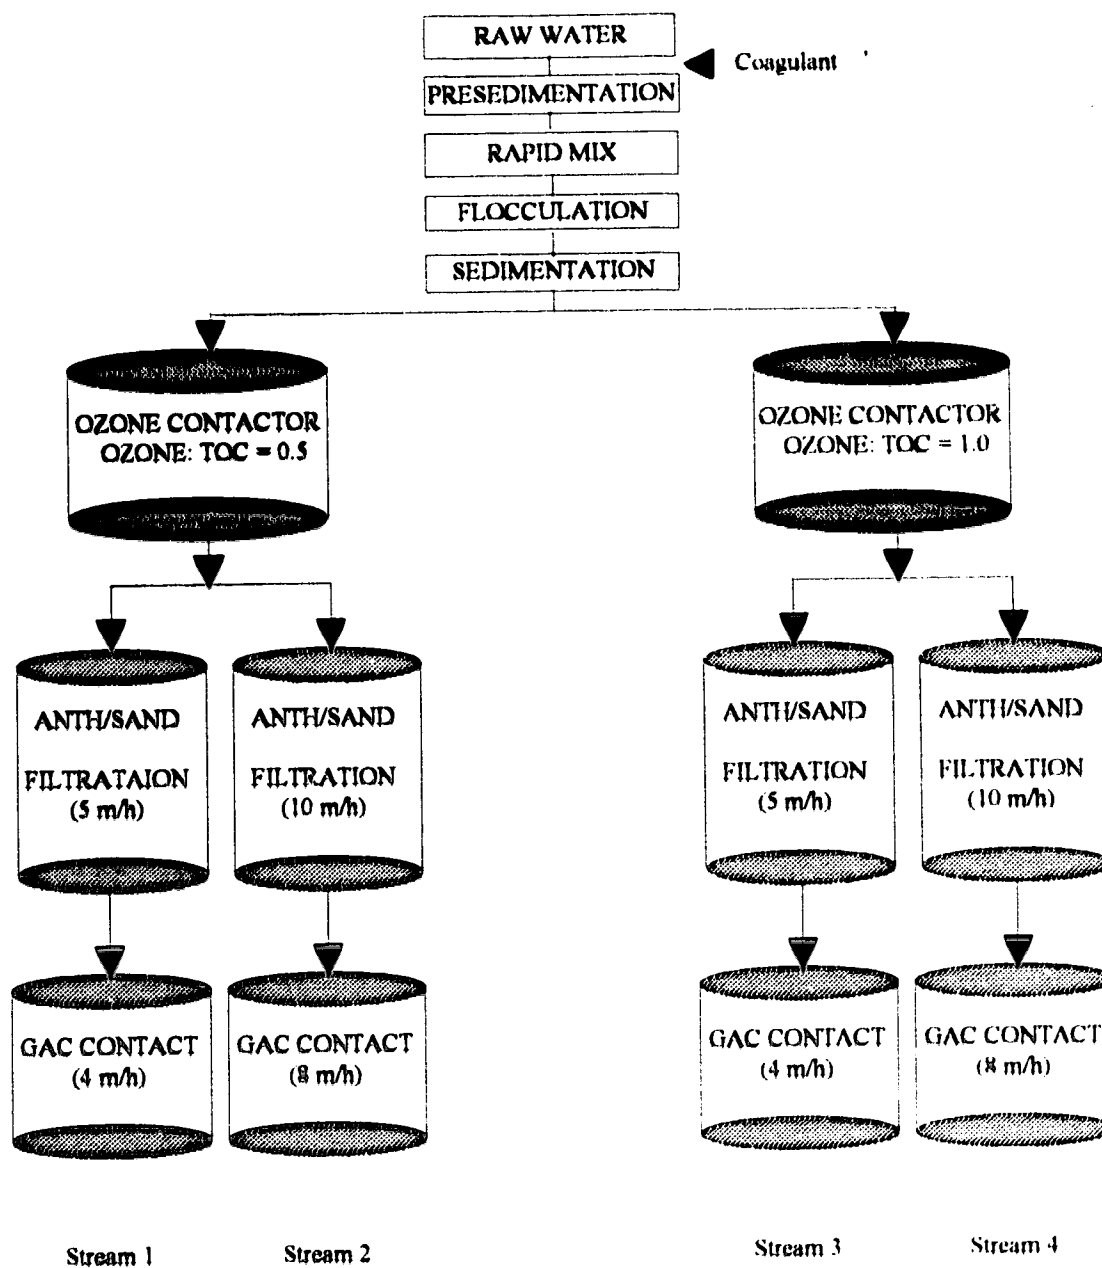 RAW WATER
Coagulant
PRESEDIMENTATION
RAPID MIX
FLOCCULATION
SEDIMENTATION
OZONE CONTACTOR
OZONE: TOC = 0.5
OZONE CONTACTOR
OZONE: TOC = 1.0
ANTH/SAND
FILTRATAION
(5 m/h)
ANTH/SAND
FILTRATION
(10 m/h)
ANTH/SAND
FILTRATION
(5 m/h)
ANTH/SAND
FILTRATION
(10 m/h)
GAC CONTACT
(4 m/h)
GAC CONTACT
(8 m/h)
GAC CONTACT
(4 m/h)
GAC CONTACT
(8 m/h)
Stream 1
Stream 2
Stream 3
Stream 4